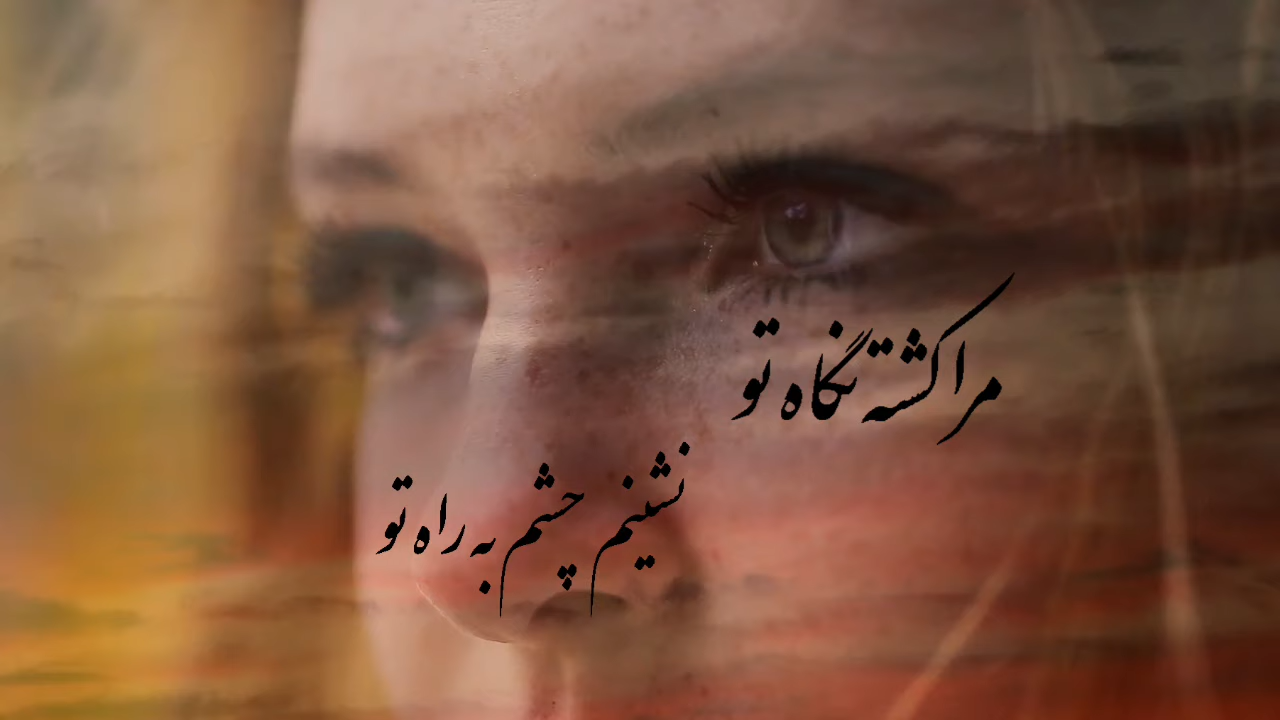 مرا کشته نگاه تو
نشینم چشم به راه تو